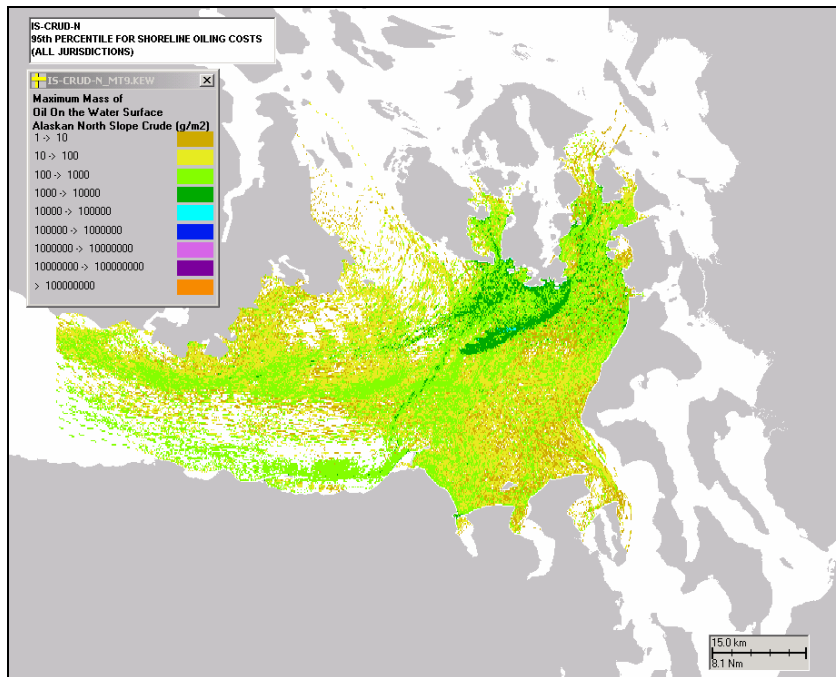 IS-CRUD-N
95th PERCENTILE FOR SHORELINE OILING COSTS
(ALL JURISDICTIONS)
IS-CRUD-N_MT9.KEW
Maximum Mass of
Oil On the Water Surface
Alaskan North Slope Crude (g/m2)
1 -> 10
10 -> 100
100 -> 1000
1000 -> 10000
10000 -> 100000
100000 -> 1000000
1000000 -> 10000000
10000000 -> 100000000
> 100000000
15.0 km
8.1 Nm